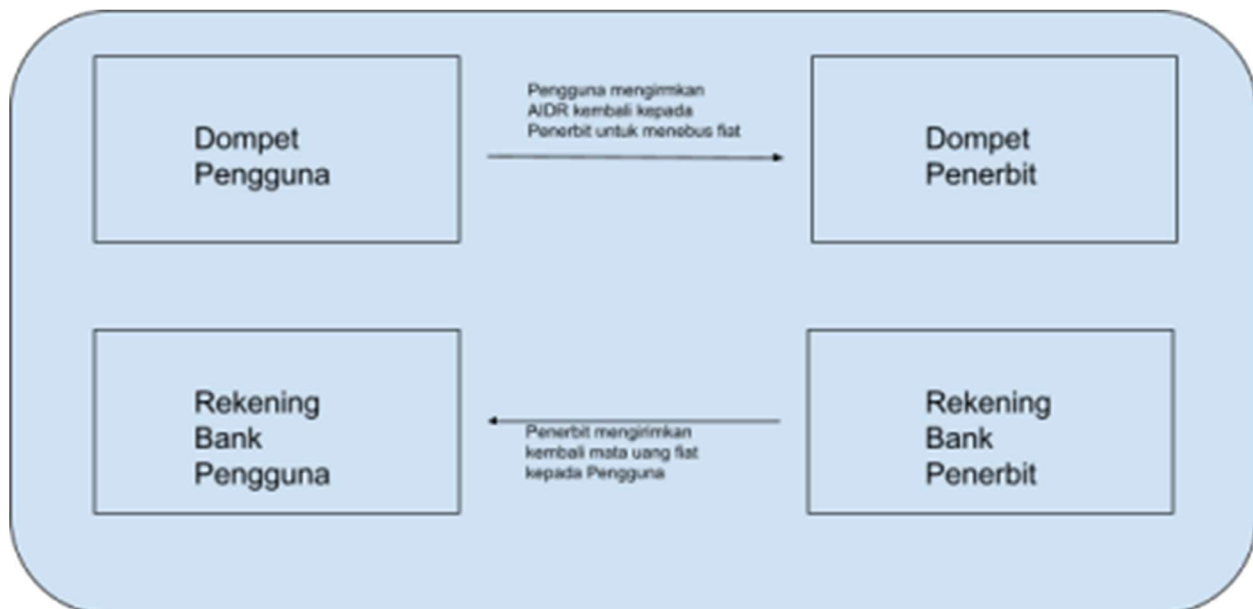 Dompet
Pengguna
Pengguna mengirmkan
AIDR kembali kepada
Penerbit untuk menebus fiat
Dompet
Penerbit
Rekening
Bank
Pengguna
Penerbit mengirimkan
kembali mata uang fiat
kepada Pengguna
Rekening
Bank
Penerbit